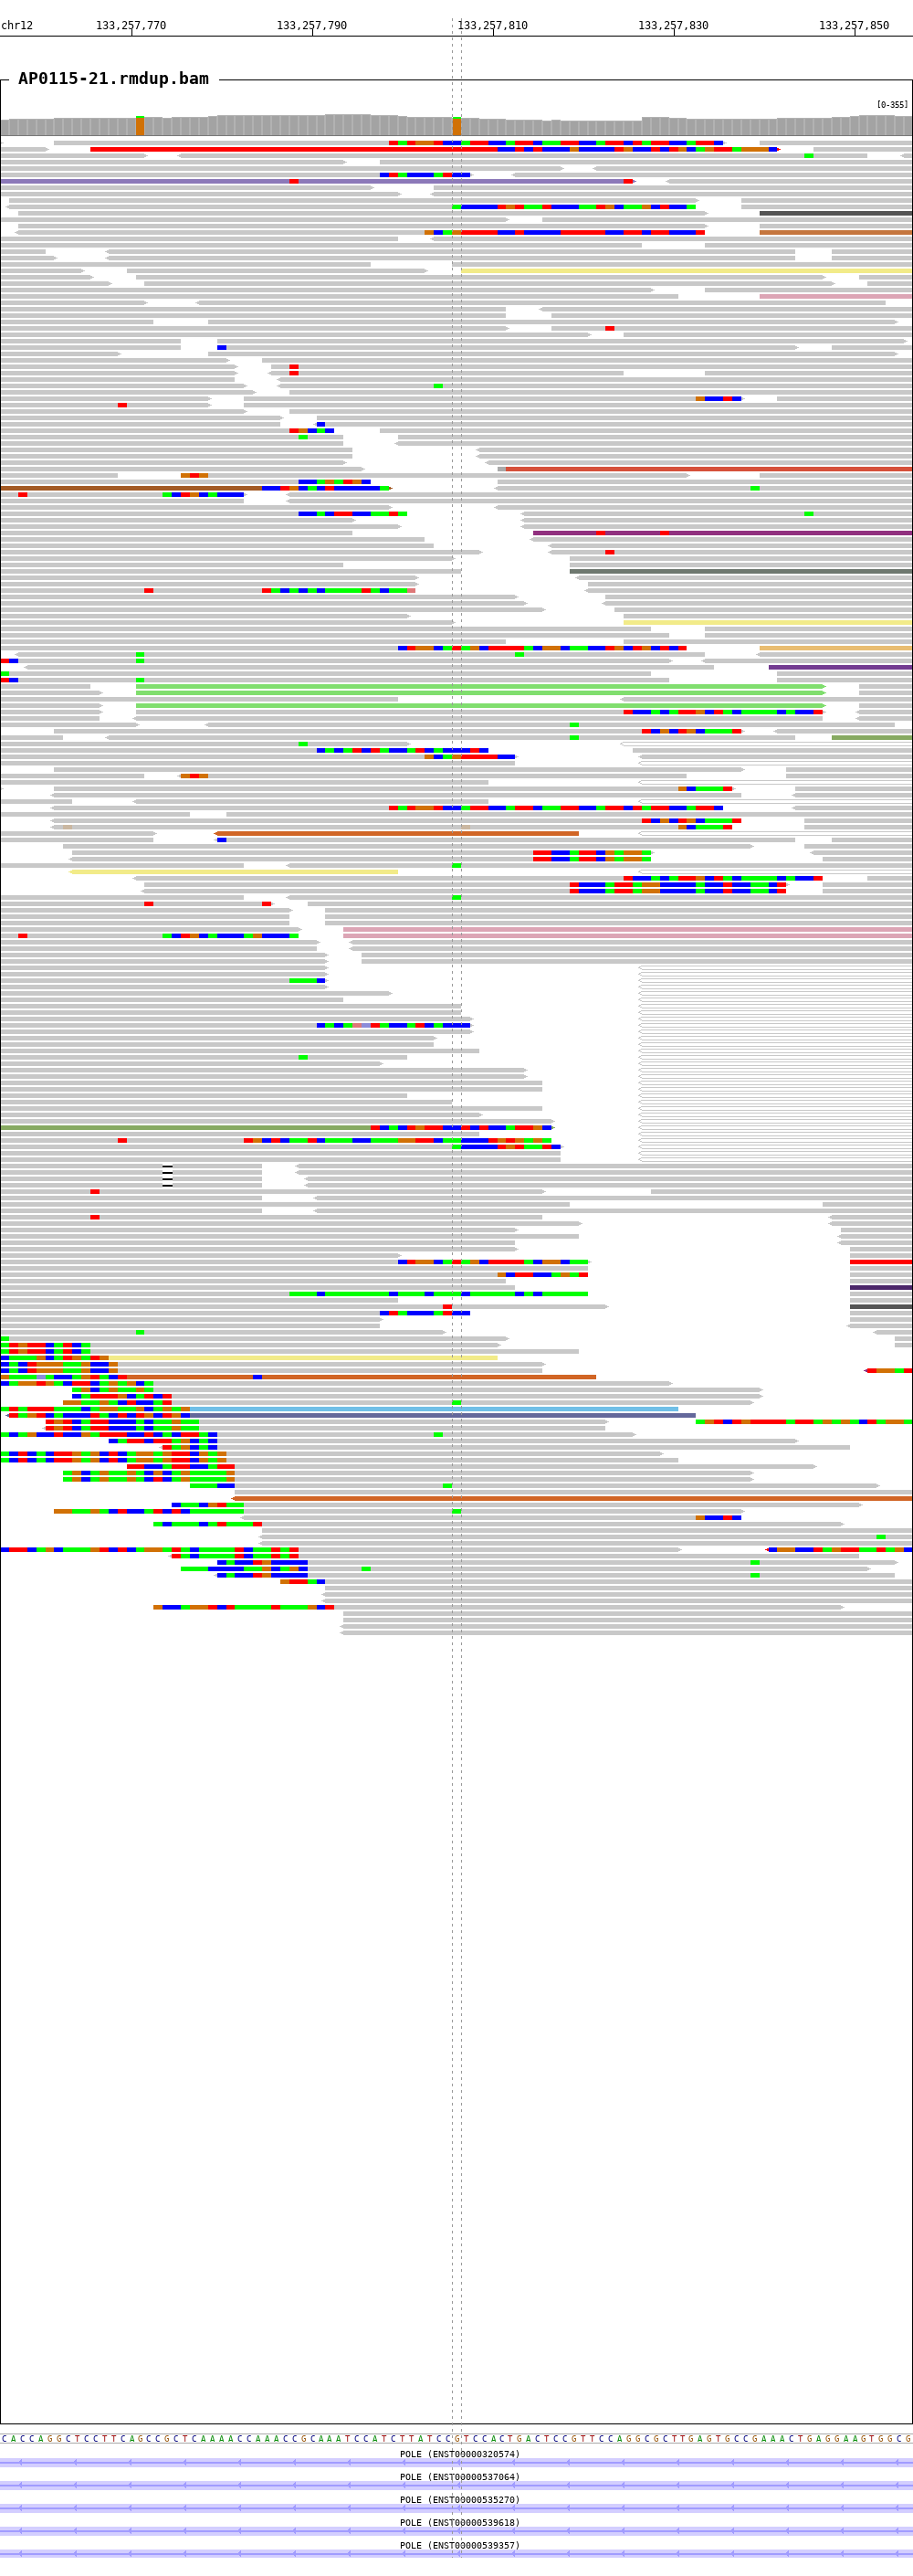 chr12 133,257,770 133,257,790 133,257,810 133,257,830 133,257,850
AP0115-21.rmdup.bam
[0-355]
C A C C A G G C T C C T T C A G C C G C T C A A A A C C A A A C C G C A A A T C C A T C T T A T C C G T C C A C T G A C T C C G T T C C A G G C G C T T G A G T G C C G A A A C T G A G G A A G T G G C G
POLE (ENST00000320574)
POLE (ENST00000537064)
POLE (ENST00000535270)
POLE (ENST00000539618)
POLE (ENST00000539357)